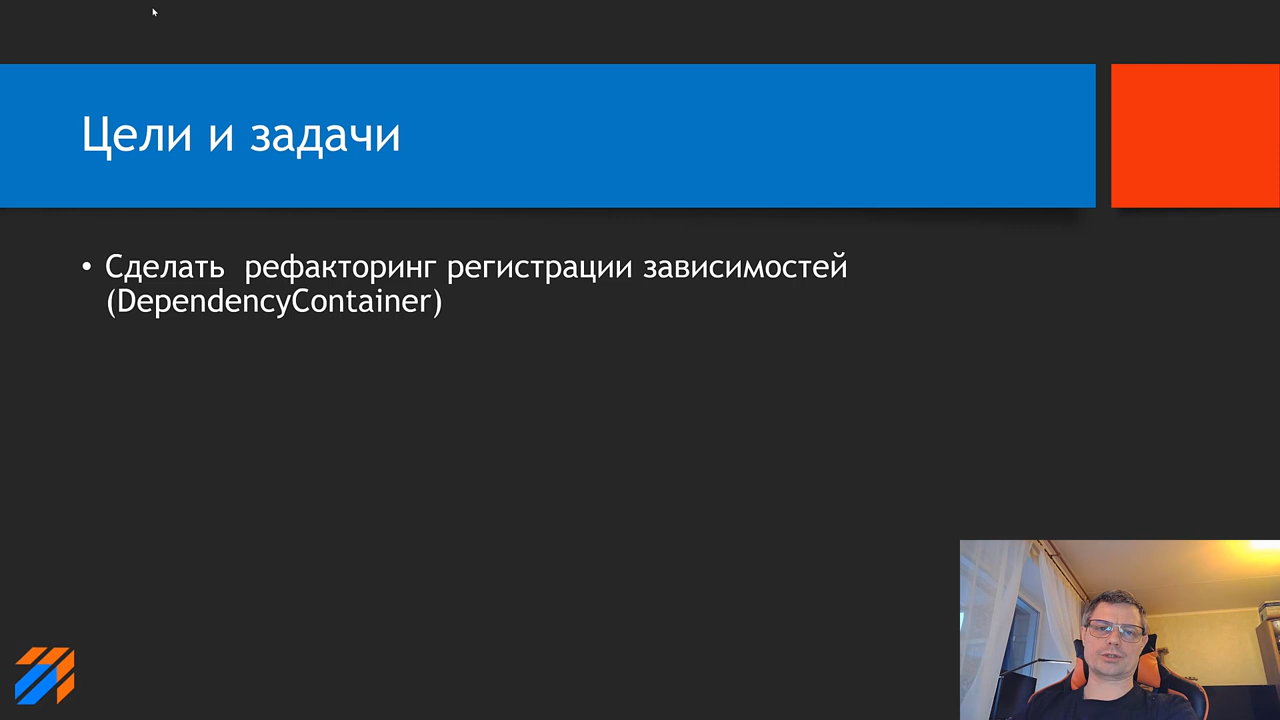 Цели и задачи
• Сделать  рефакторинг регистрации зависимостей
(DependencyContainer)